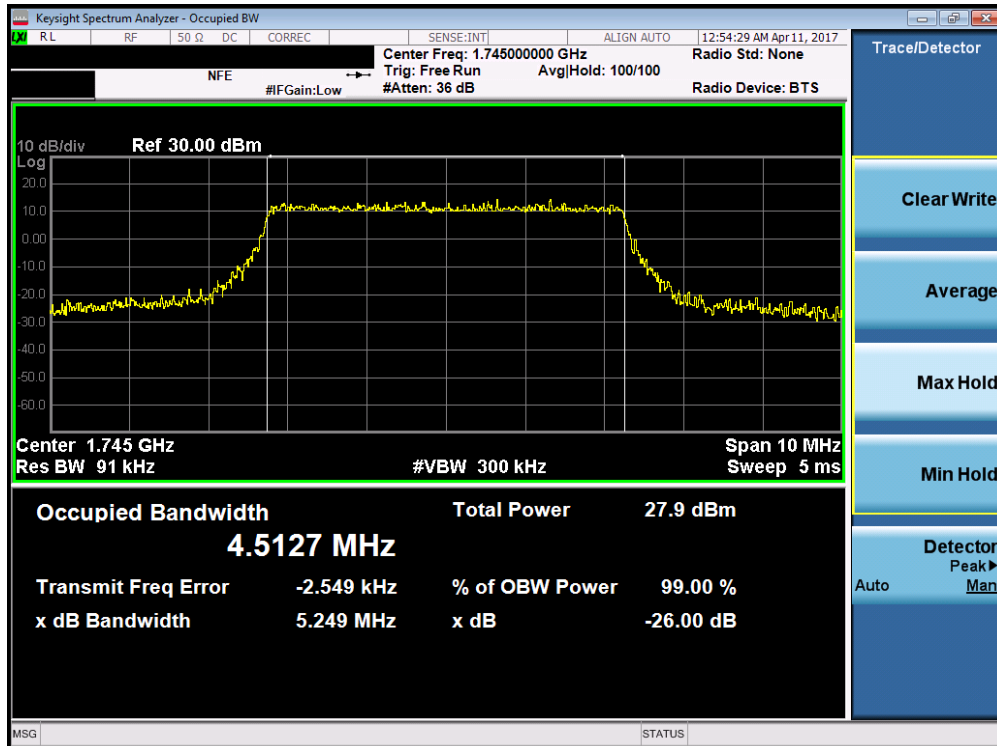 Keysight Spectrum Analyzer - Occupied BW
LXI RL RF 50 Ω DC CORREC SENSE:INT ALIGN AUTO 12:54:29 AM Apr 11, 2017
Center Freq: 1.745000000 GHz Radio Std: None
NFE Trig: Free Run Avg|Hold: 100/100
#IFGain:Low #Atten: 36 dB Radio Device: BTS
Trace/Detector
10 dB/div Ref 30.00 dBm
Log
20.0
10.0
0.00
-10.0
-20.0
-30.0
-40.0
-50.0
-60.0
Center 1.745 GHz Span 10 MHz
Res BW 91 kHz #VBW 300 kHz Sweep 5 ms
Occupied Bandwidth Total Power 27.9 dBm
4.5127 MHz
Transmit Freq Error -2.549 kHz % of OBW Power 99.00 %
x dB Bandwidth 5.249 MHz x dB -26.00 dB
Clear Write
Average
Max Hold
Min Hold
Detector
Peak▶
Auto Man
MSG STATUS